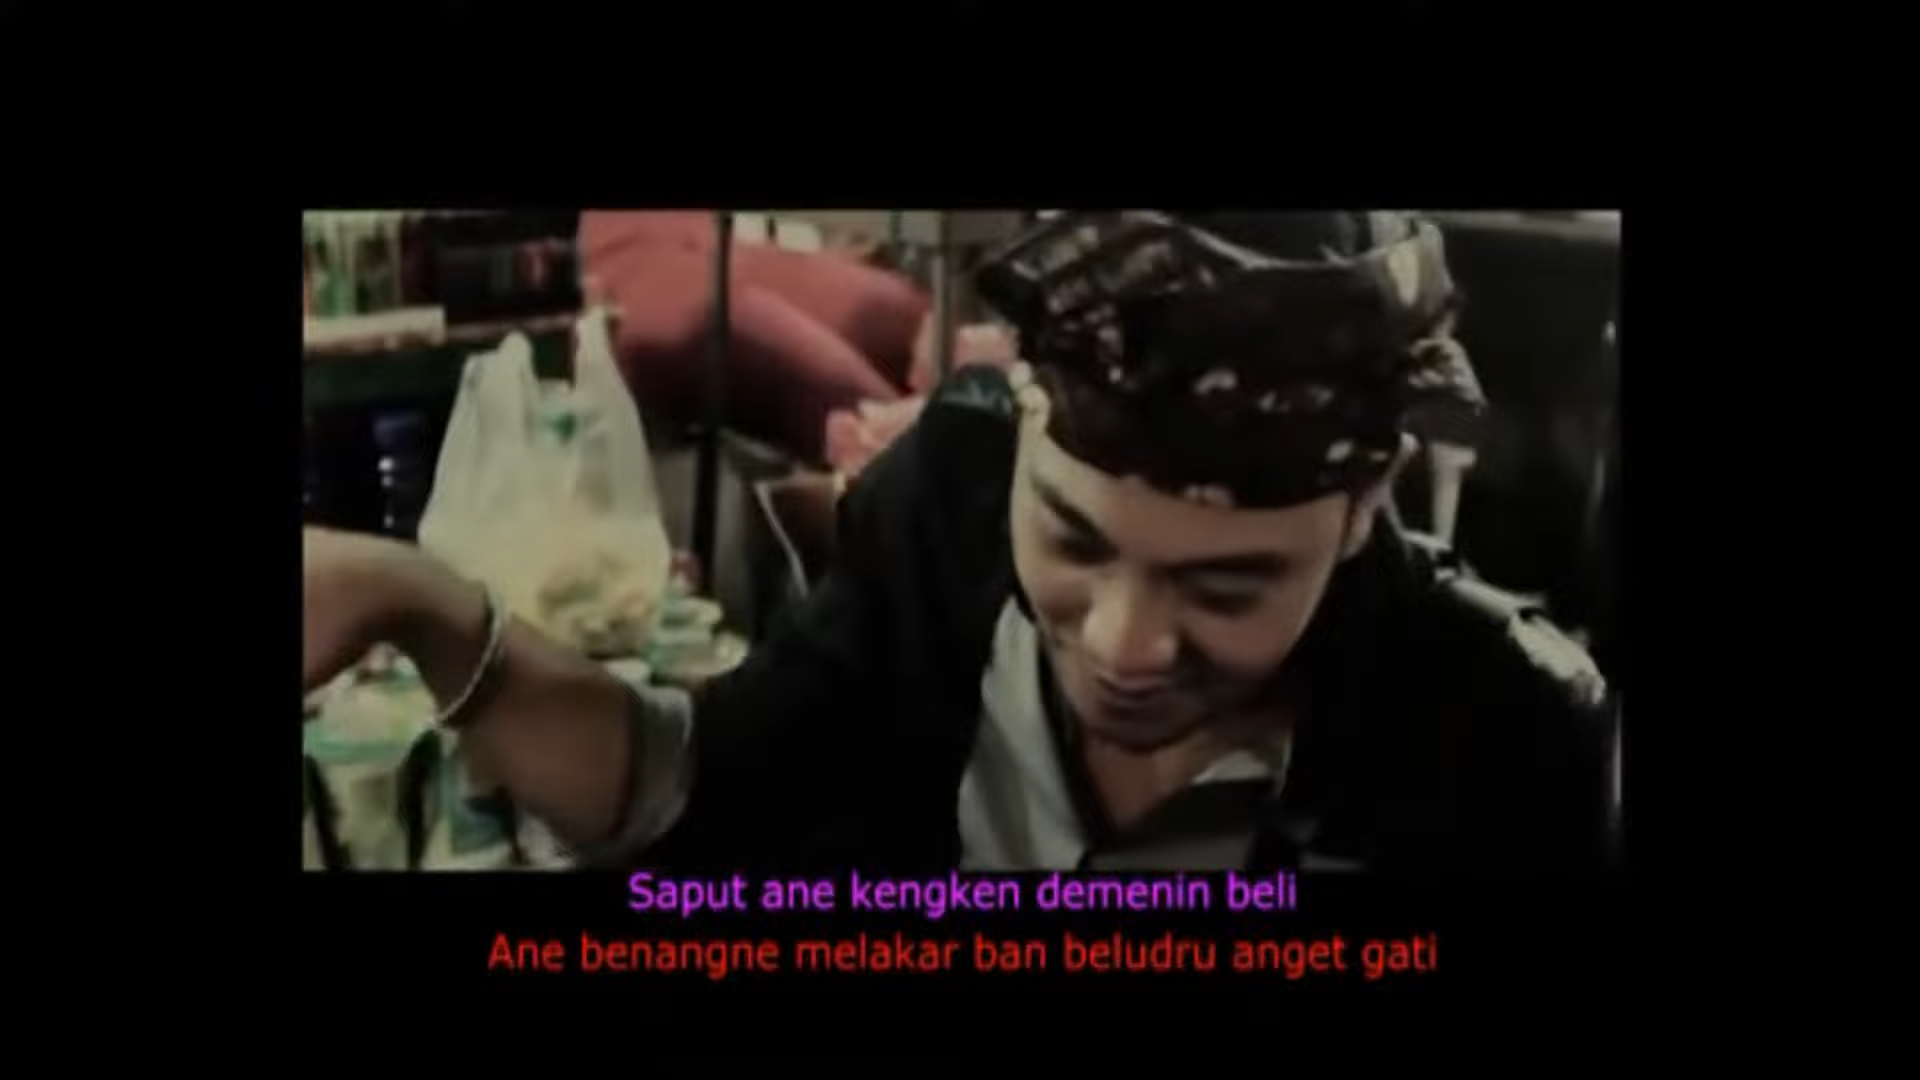 Saput ane kengken demenin beli
Ane benangne melakar ban beludru anget gati